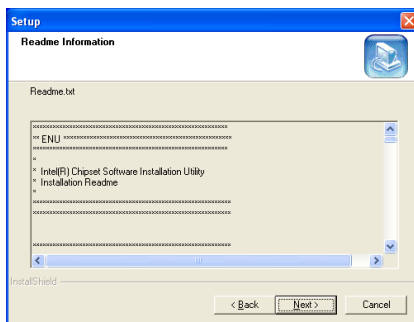 Setup
Readme Information
Readme.txt
************************************************************
** ENU ****************************************************
************************************************************
*
* Intel(R) Chipset Software Installation Utility
* Installation Readme
*
************************************************************
************************************************************
************************************************************
InstallShield
< Back
Next >
Cancel